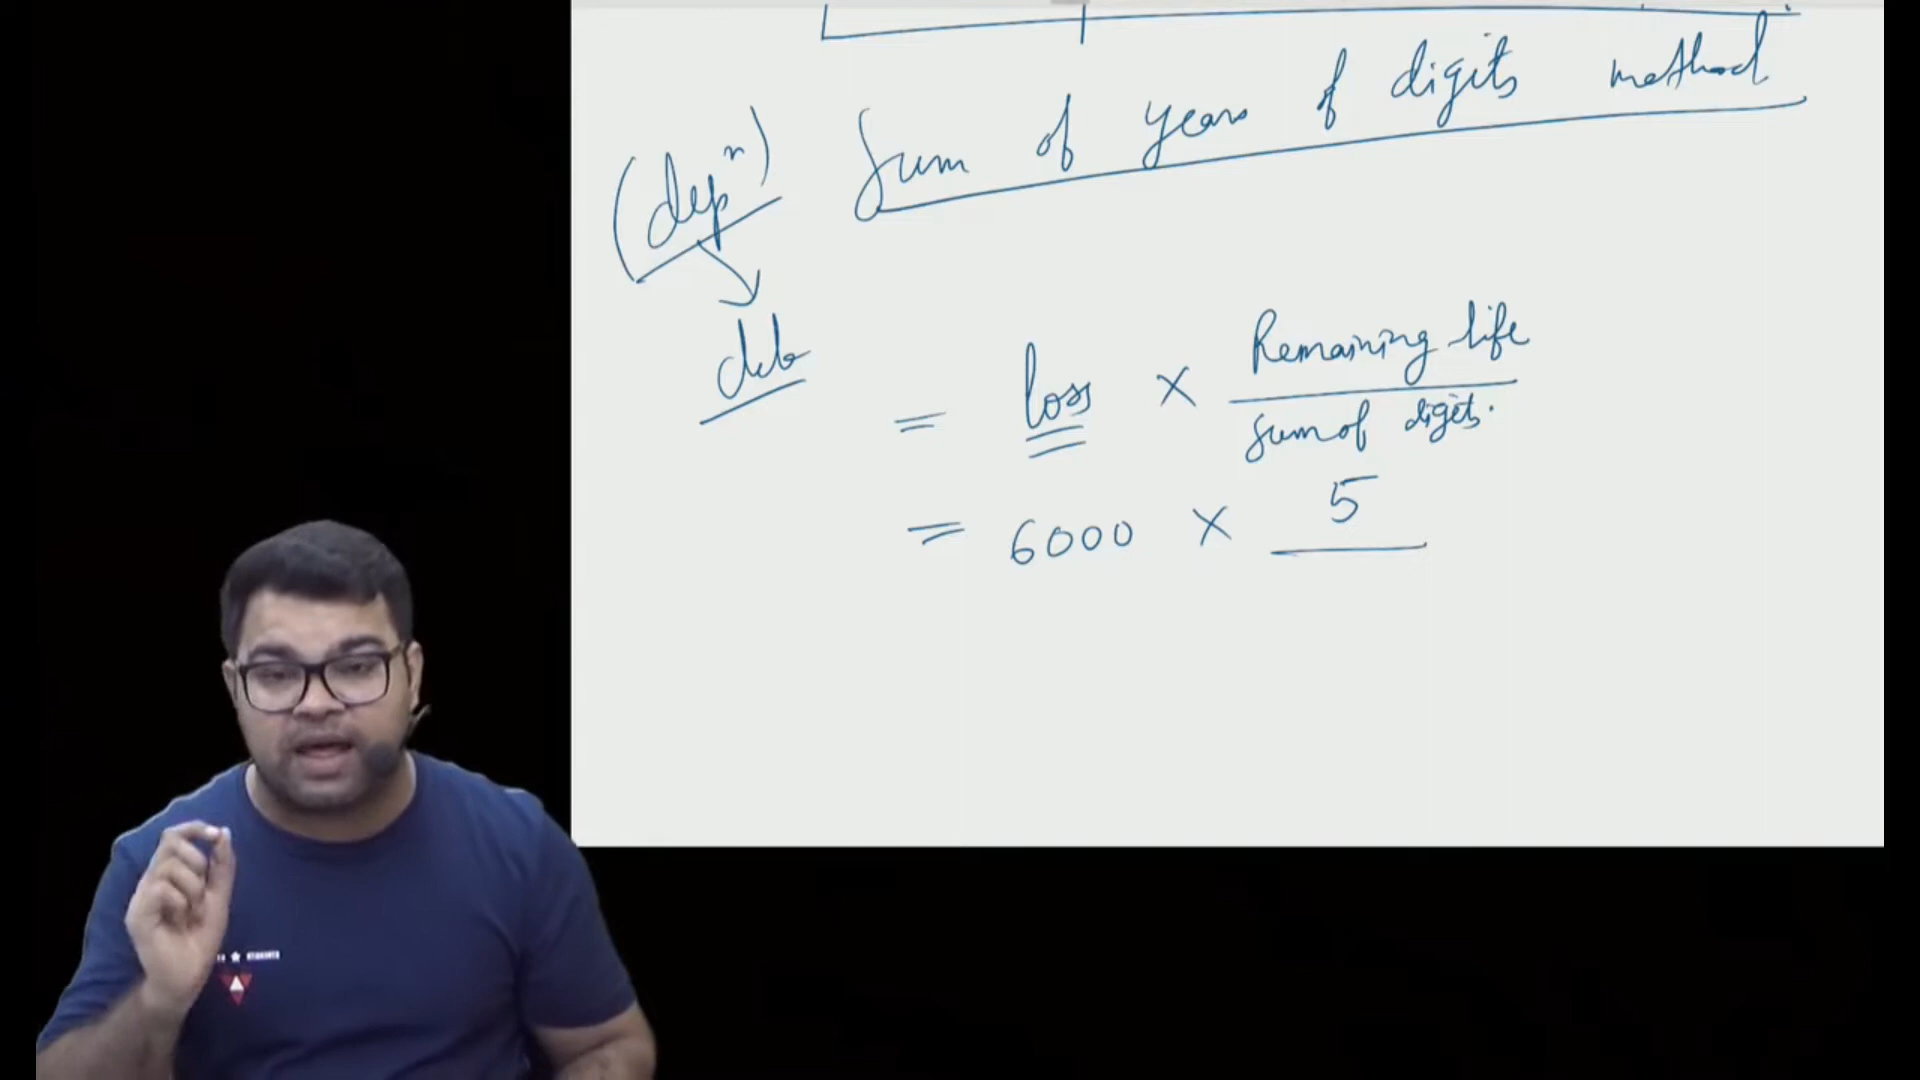 (depⁿ) Sum of years of digits method
deb
= loss × Remaining life / sum of digits.
= 6000 × 5